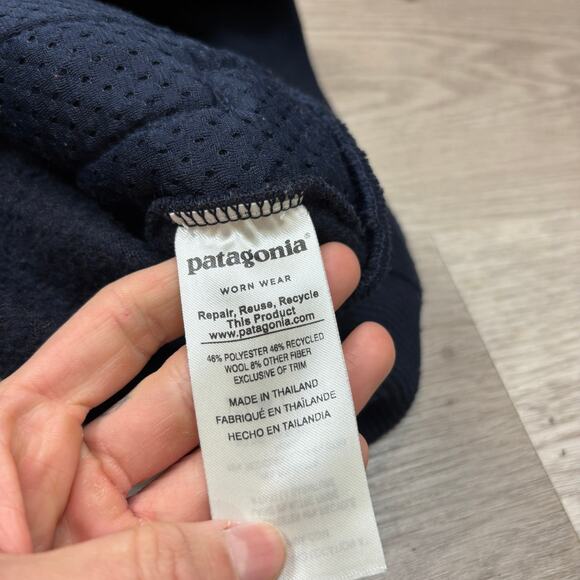 patagonia®
WORN WEAR
Repair, Reuse, Recycle
This Product
www.patagonia.com
46% POLYESTER 46% RECYCLED
WOOL 8% OTHER FIBER
EXCLUSIVE OF TRIM
MADE IN THAILAND
FABRIQUÉ EN THAÏLANDE
HECHO EN TAILANDIA